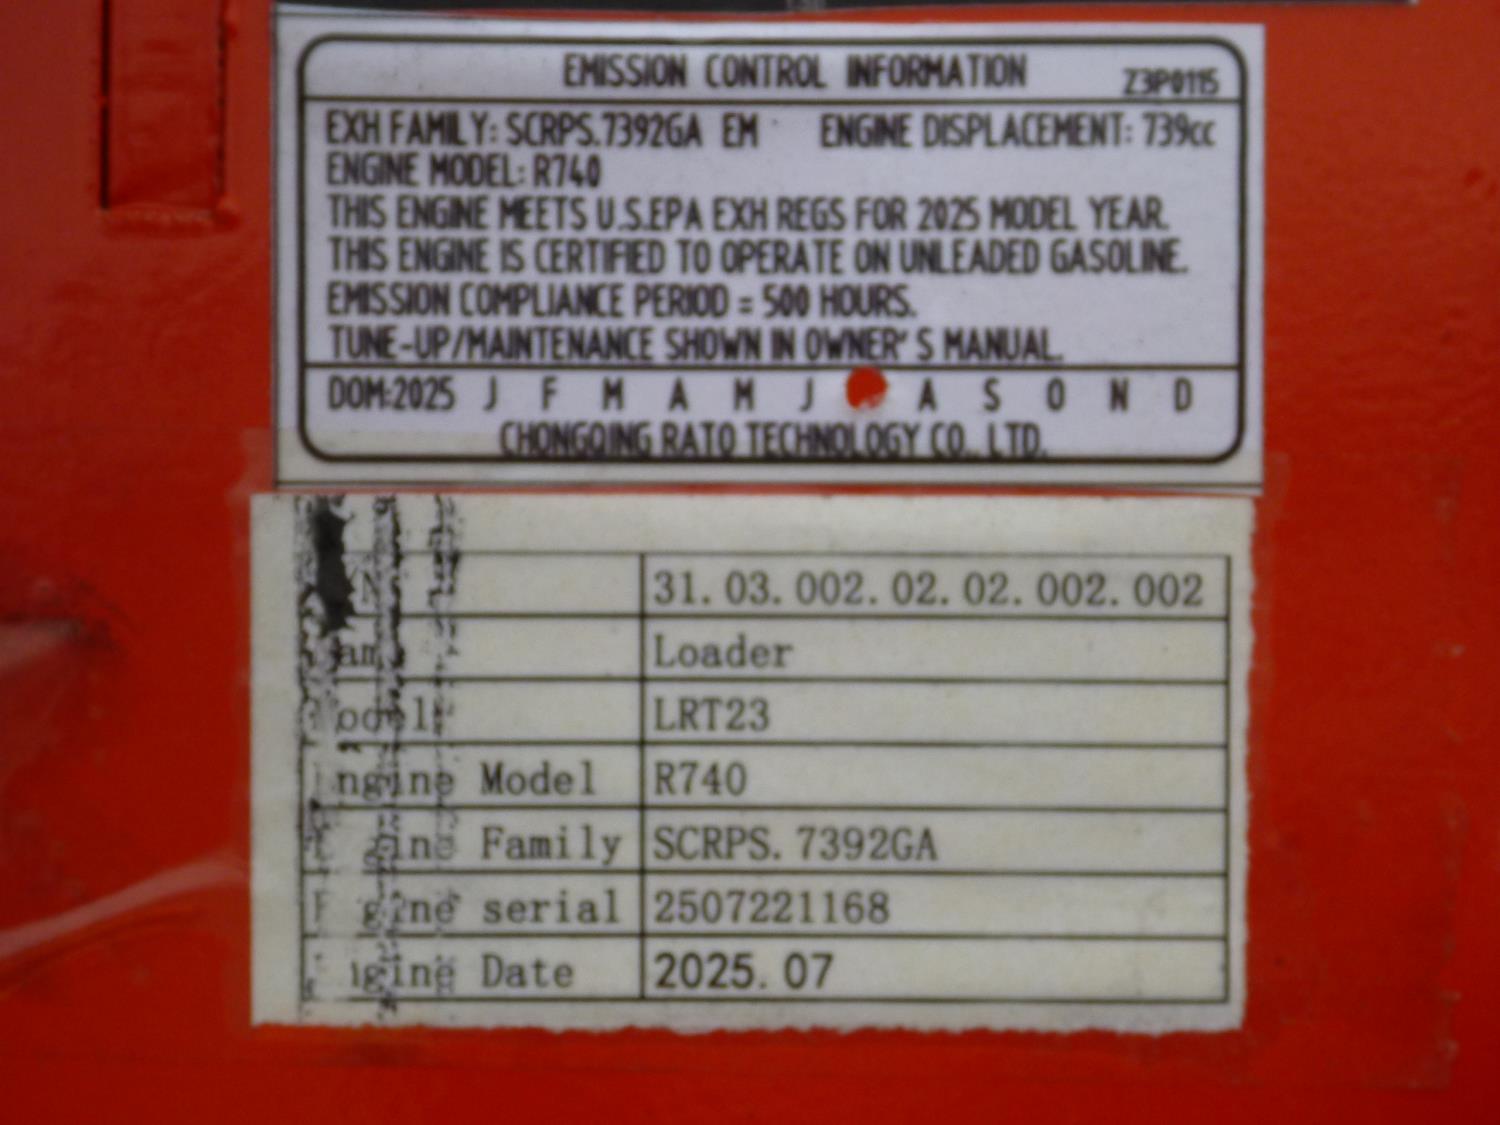 EMISSION CONTROL INFORMATION Z3P0115
EXH FAMILY: SCRPS.7392GA EM ENGINE DISPLACEMENT: 739cc
ENGINE MODEL: R740
THIS ENGINE MEETS U.S.EPA EXH REGS FOR 2025 MODEL YEAR.
THIS ENGINE IS CERTIFIED TO OPERATE ON UNLEADED GASOLINE.
EMISSION COMPLIANCE PERIOD = 500 HOURS.
TUNE-UP/MAINTENANCE SHOWN IN OWNER' S MANUAL.
DOM:2025 J F M A M J A S O N D
CHONGQING RATO TECHNOLOGY CO., LTD.
31.03.002.02.02.002.002
Loader
LRT23
ngine Model R740
Family SCRPS.7392GA
gine serial 2507221168
ngine Date 2025.07